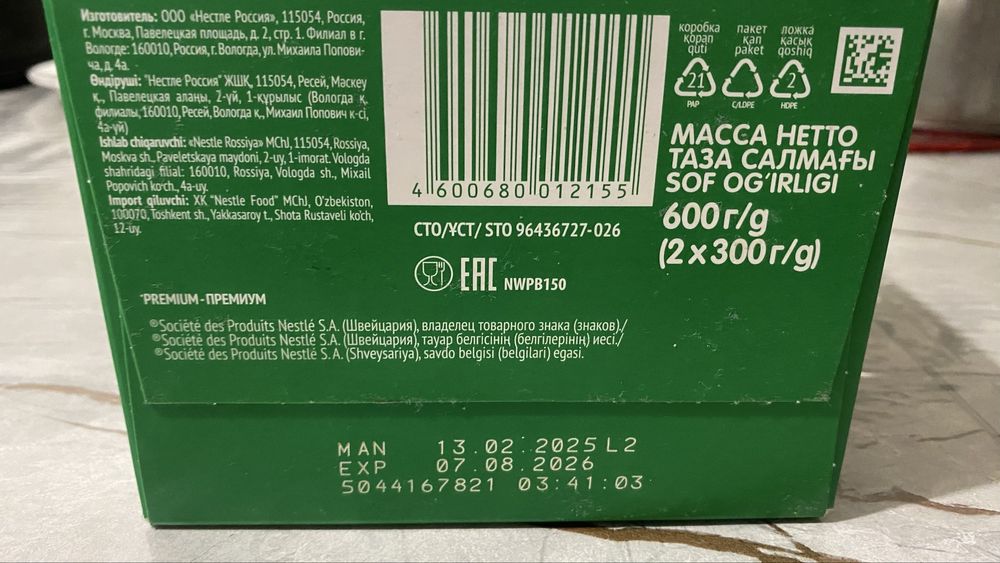 Изготовитель: ООО «Нестле Россия», 115054, Россия,
г. Москва, Павелецкая площадь, д. 2, стр. 1. Филиал в г.
Вологде: 160010, Россия, г. Вологда, ул. Михаила Попови-
ча, д. 4а.
Өндіруші: "Нестле Россия" ЖШҚ, 115054, Ресей, Маскеу
қ., Павелецкая алаңы, 2-үй, 1-құрылыс (Вологда қ.
филиалы, 160010, Ресей, Вологда қ., Михаил Попович к-сі,
4а-үй)
Ishlab chiqaruvchi: «Nestle Rossiya» MChJ, 115054, Rossiya,
Moskva sh., Paveletskaya maydoni, 2-uy, 1-imorat. Vologda
shahridagi filial: 160010, Rossiya, Vologda sh., Mixail
Popovich ko'ch., 4a-uy.
Import qiluvchi: XK "Nestle Food" MChJ, O'zbekiston,
100070, Toshkent sh., Yakkasaroy t., Shota Rustaveli ko'ch,
12-uy.
4 600680 012155
СТО/ҰСТ/ STO 96436727-026
EAC NWPB150
коробка пакет ложка
қорап қап қасық
quti paket qoshiq
21 2
PAP C/LDPE HDPE
МАССА НЕТТО
ТАЗА САЛМАҒЫ
SOF OG'IRLIGI
600 г/g
(2 x 300 г/g)
*PREMIUM - ПРЕМИУМ
®Société des Produits Nestlé S.A. (Швейцария), владелец товарного знака (знаков)./
®Société des Produits Nestlé S.A. (Швейцария), тауар белгісінің (белгілерінің) иесі./
®Société des Produits Nestlé S.A. (Shveysariya), savdo belgisi (belgilari) egasi.
MAN 13.02.2025 L2
EXP 07.08.2026
5044167821 03:41:03